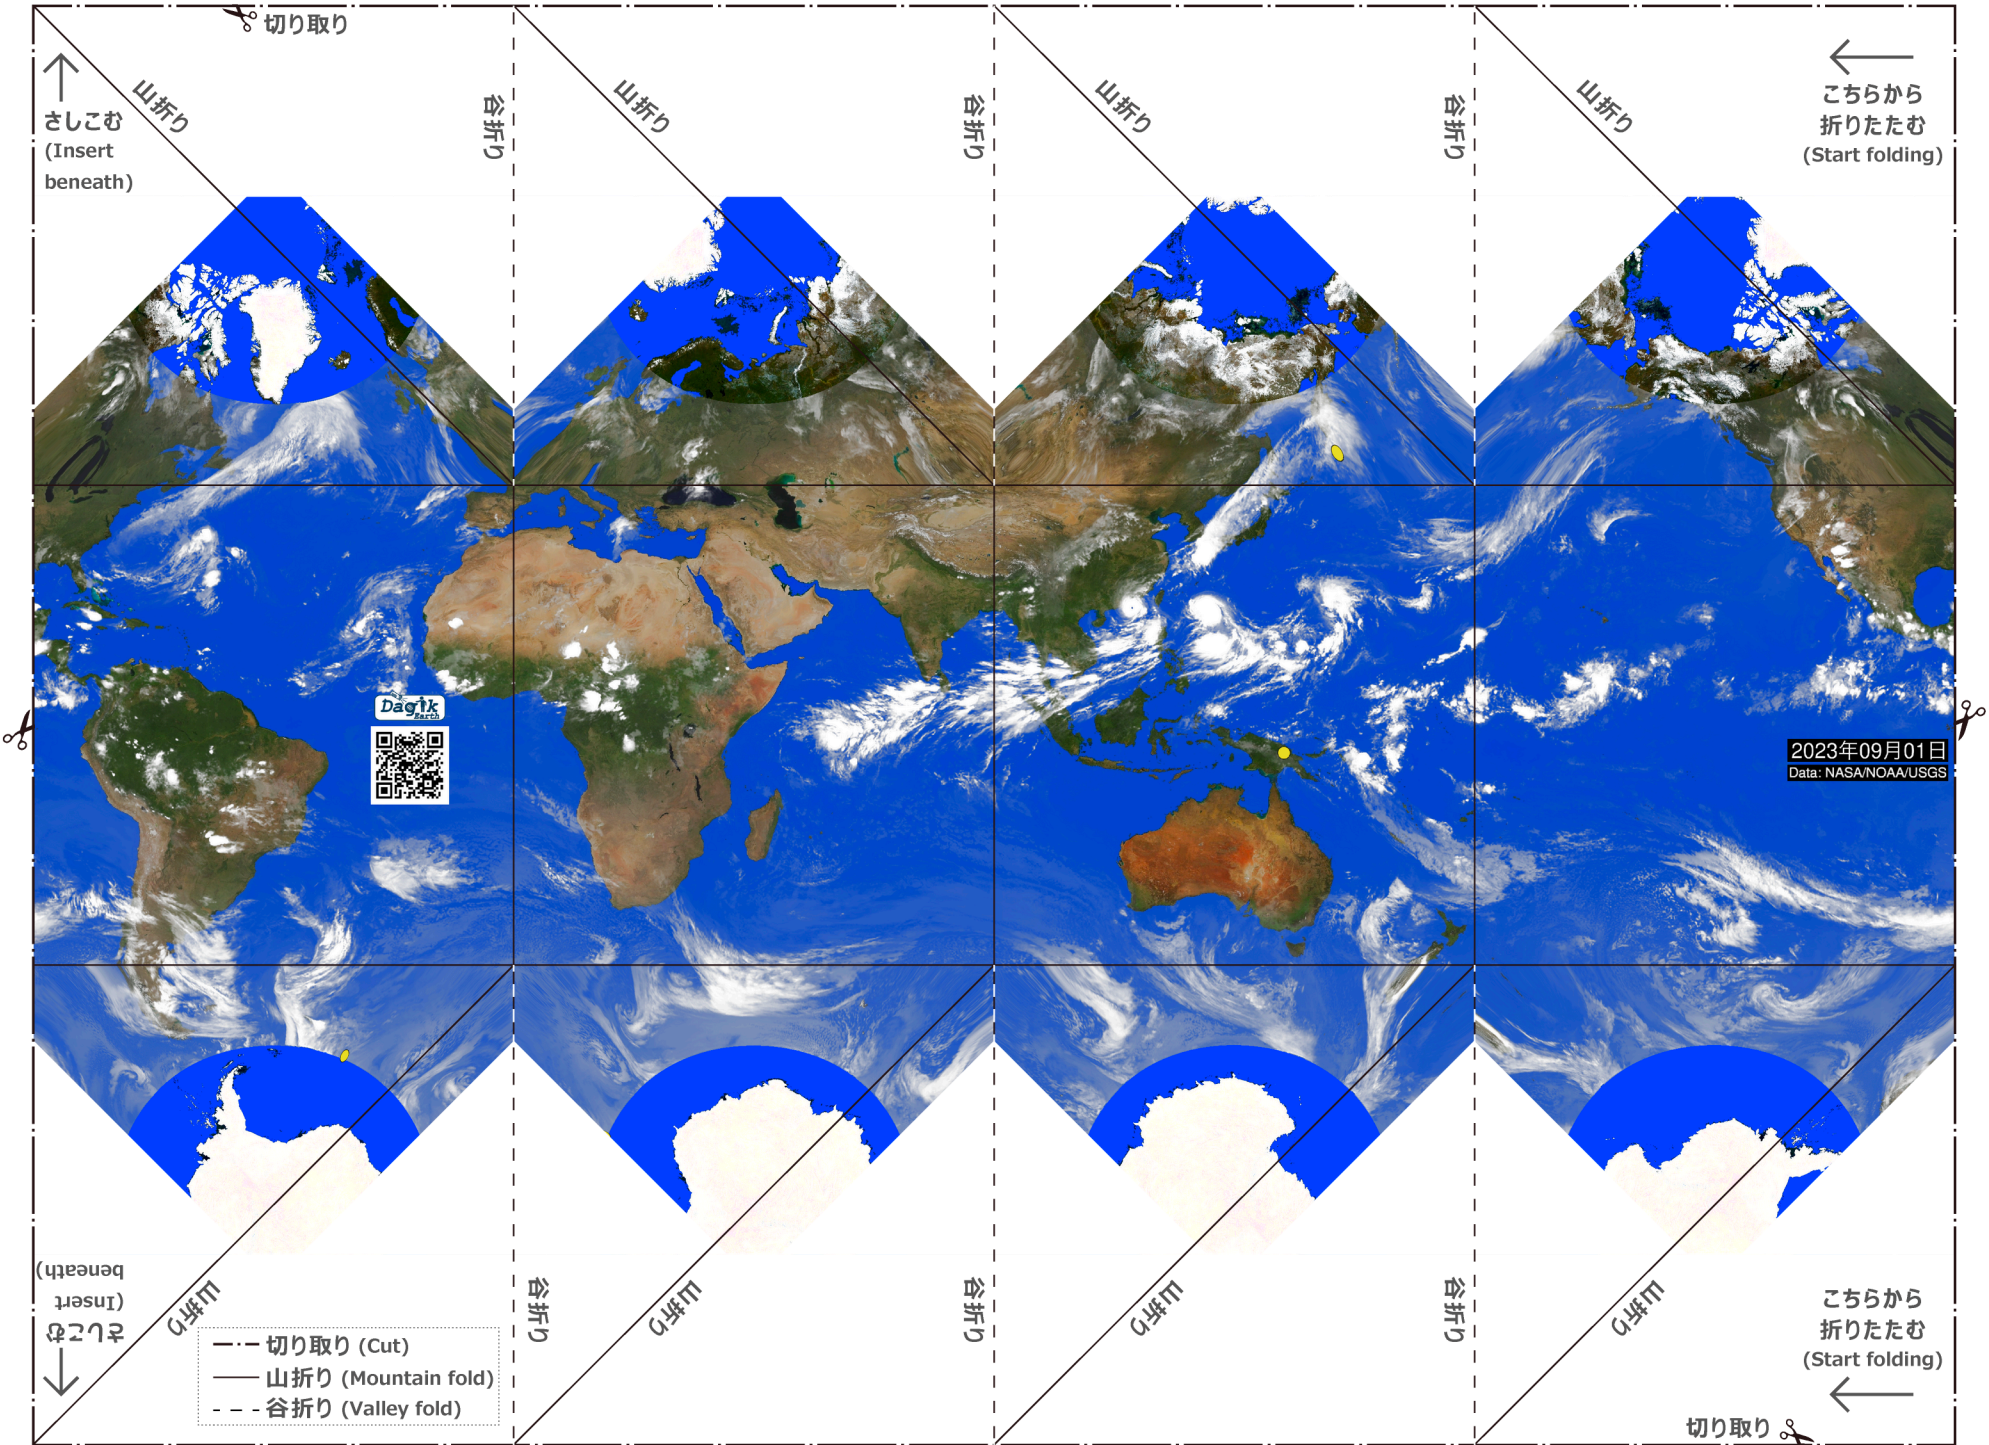 切り取り
さしこむ
(Insert
beneath)
山折り
谷折り
山折り
谷折り
山折り
谷折り
山折り
こちらから
折りたたむ
(Start folding)
Dagik
Earth
2023年09月01日
Data: NASA/NOAA/USGS
さしこむ
(Insert
beneath)
山折り
谷折り
山折り
谷折り
山折り
谷折り
山折り
こちらから
折りたたむ
(Start folding)
切り取り (Cut)
山折り (Mountain fold)
谷折り (Valley fold)
切り取り